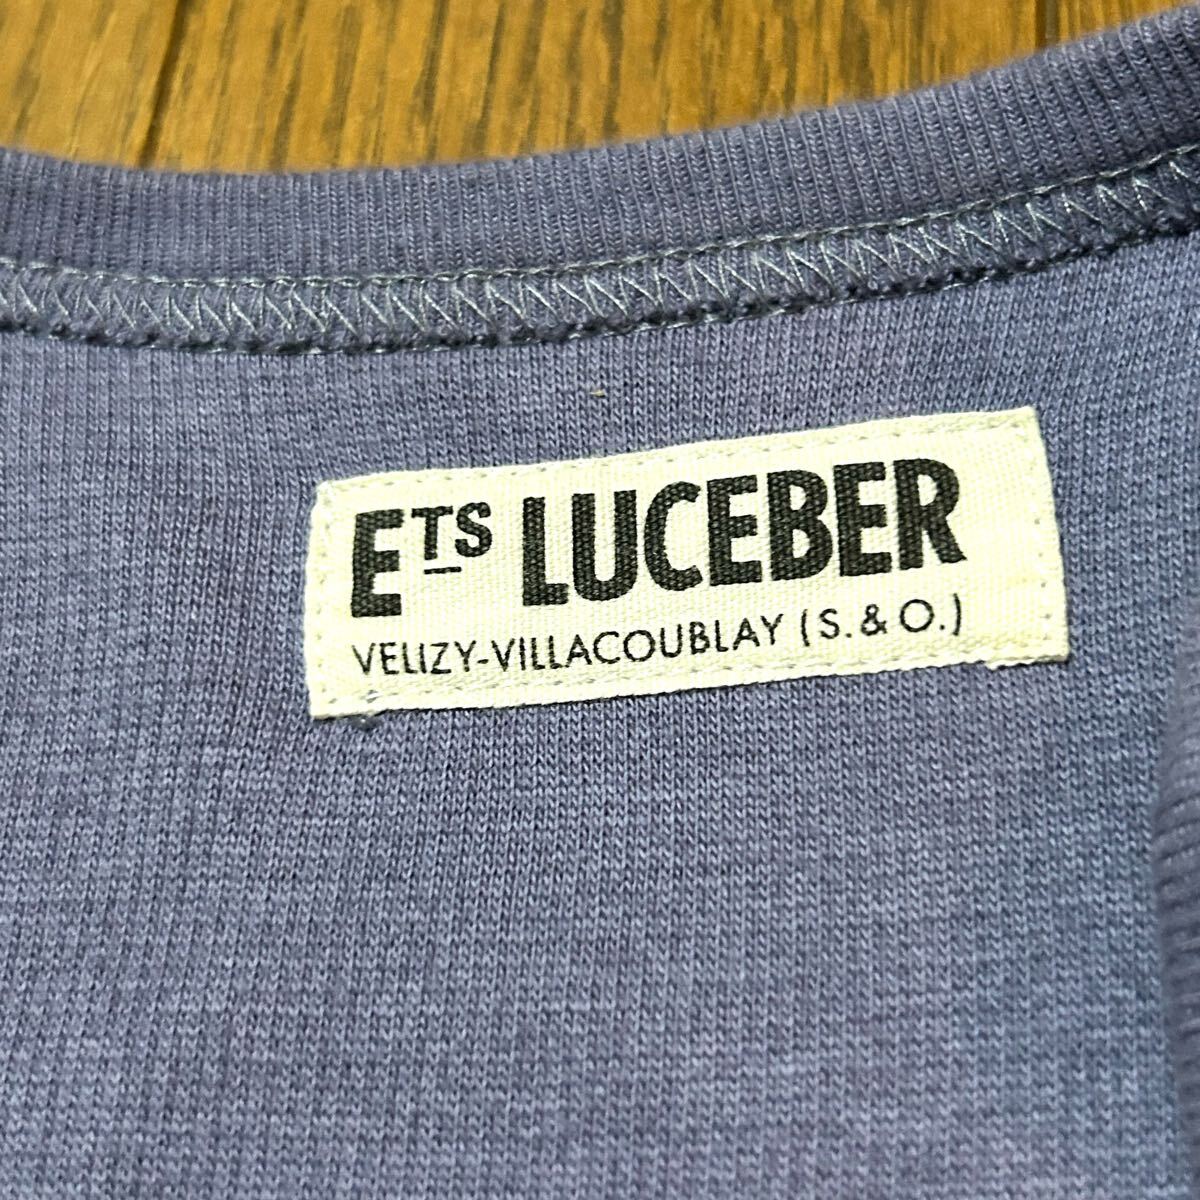 ETS LUCEBER
VELIZY-VILLACOUBLAY (S. & O.)